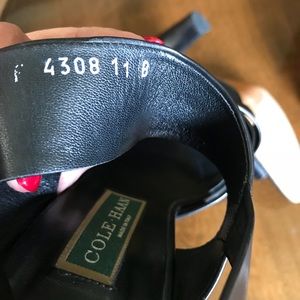 F 4308 11 B
COLE·HAAN
made in Italy